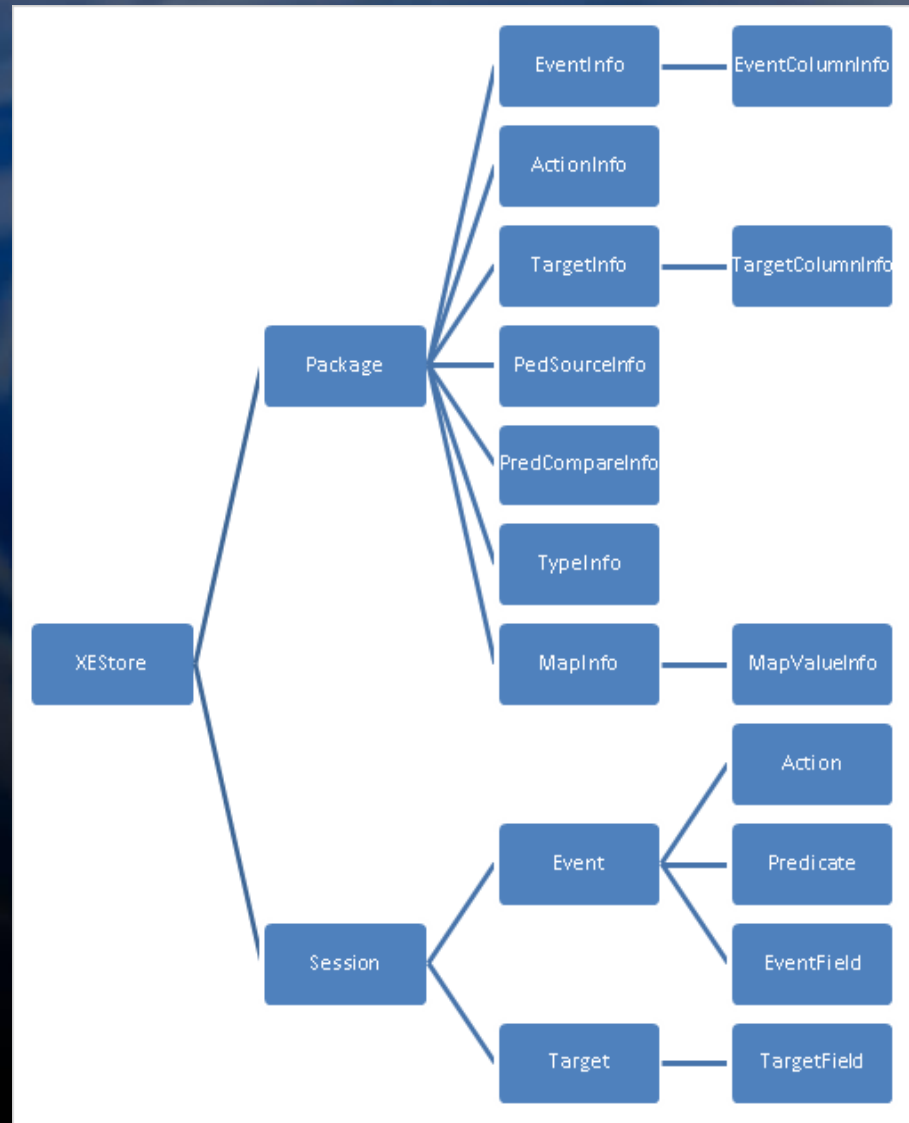 EventInfo
EventColumnInfo
ActionInfo
TargetInfo
TargetColumnInfo
Package
PedSourceInfo
PredCompareInfo
TypeInfo
XEStore
MapInfo
MapValueInfo
Action
Event
Predicate
Session
EventField
Target
TargetField